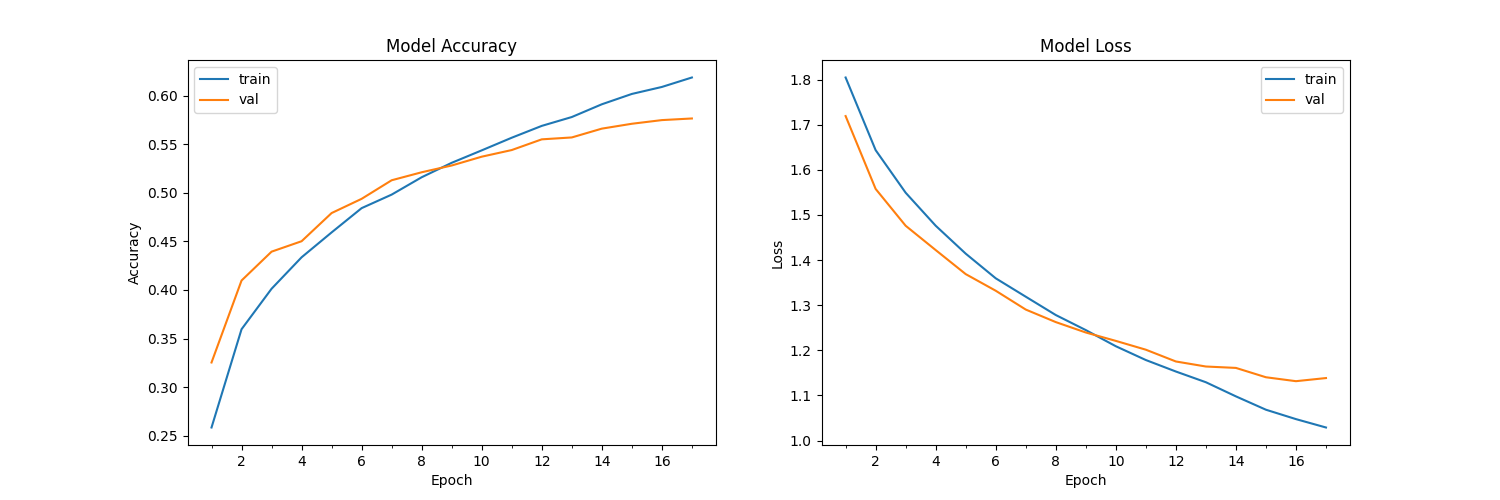 Model Accuracy
train
val
0.60
0.55
0.50
0.45
0.40
0.35
0.30
0.25
Accuracy
2 4 6 8 10 12 14 16
Epoch
Model Loss
train
val
1.8
1.7
1.6
1.5
1.4
1.3
1.2
1.1
1.0
Loss
2 4 6 8 10 12 14 16
Epoch